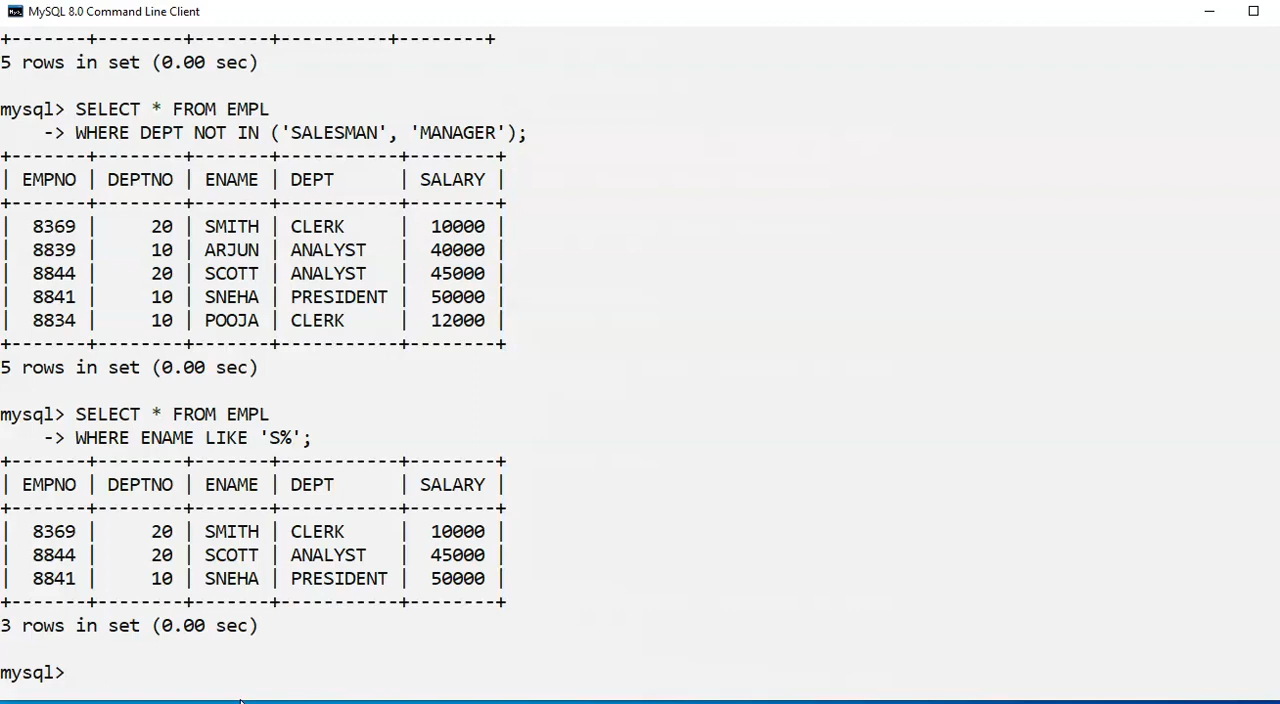 MySQL 8.0 Command Line Client
+-------+--------+-------+----------+--------+
5 rows in set (0.00 sec)
mysql> SELECT * FROM EMPL
    -> WHERE DEPT NOT IN ('SALESMAN', 'MANAGER');
+-------+--------+-------+-----------+--------+
| EMPNO | DEPTNO | ENAME | DEPT      | SALARY |
+-------+--------+-------+-----------+--------+
|  8369 |     20 | SMITH | CLERK     |  10000 |
|  8839 |     10 | ARJUN | ANALYST   |  40000 |
|  8844 |     20 | SCOTT | ANALYST   |  45000 |
|  8841 |     10 | SNEHA | PRESIDENT |  50000 |
|  8834 |     10 | POOJA | CLERK     |  12000 |
+-------+--------+-------+-----------+--------+
5 rows in set (0.00 sec)
mysql> SELECT * FROM EMPL
    -> WHERE ENAME LIKE 'S%';
+-------+--------+-------+-----------+--------+
| EMPNO | DEPTNO | ENAME | DEPT      | SALARY |
+-------+--------+-------+-----------+--------+
|  8369 |     20 | SMITH | CLERK     |  10000 |
|  8844 |     20 | SCOTT | ANALYST   |  45000 |
|  8841 |     10 | SNEHA | PRESIDENT |  50000 |
+-------+--------+-------+-----------+--------+
3 rows in set (0.00 sec)
mysql>